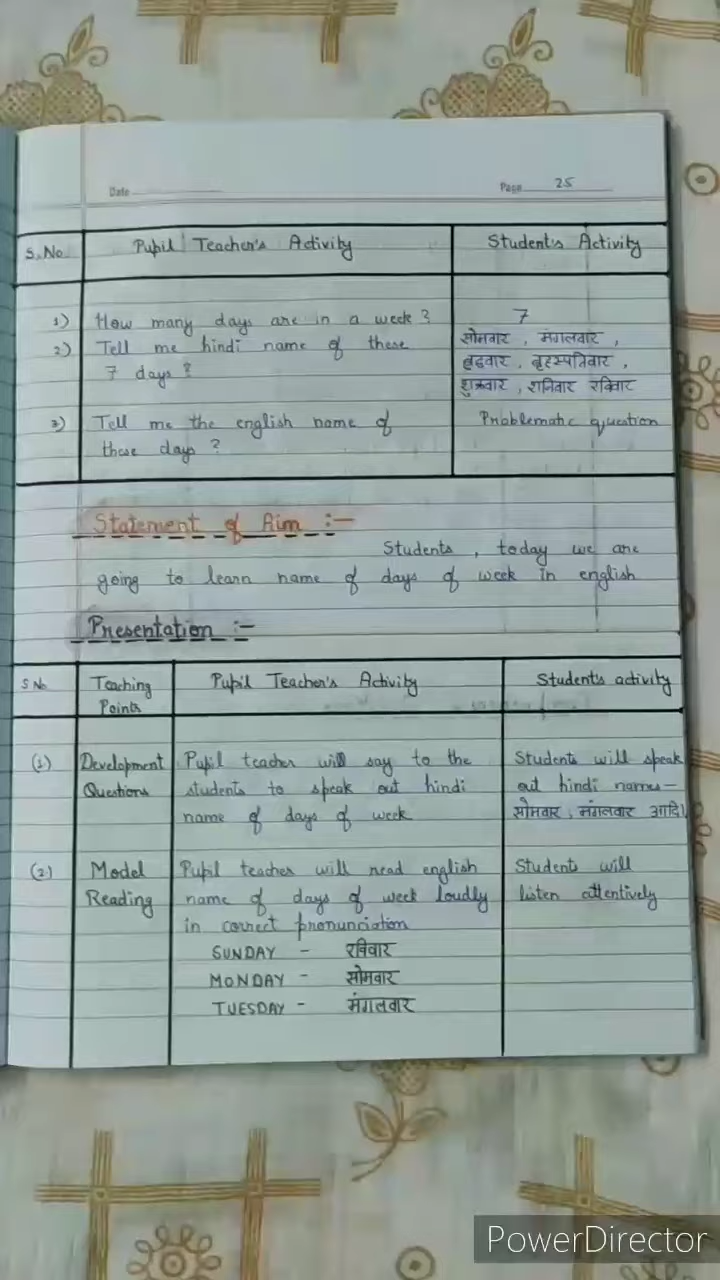 Date
Page 25
S.No Pupil Teacher's Activity Student's Activity
1) How many days are in a week? 7
2) Tell me hindi name of these सोमवार, मंगलवार,
7 days? बुद्धवार, बृहस्पतिवार,
शुक्रवार, शनिवार रविवार
3) Tell me the english name of Problematic question
these days?
Statement of Aim :-
Students, today we are
going to learn name of days of week in english
Presentation :-
S No. Teaching Pupil Teacher's Activity Student's activity
Points
(1) Development Pupil teacher will say to the Students will speak
Questions students to speak out hindi out hindi names-
name of days of week सोमवार, मंगलवार आदि।
(2) Model Pupil teacher will read english Students will
Reading name of days of week loudly listen attentively
in correct pronunciation
SUNDAY - रविवार
MONDAY - सोमवार
TUESDAY - मंगलवार
PowerDirector